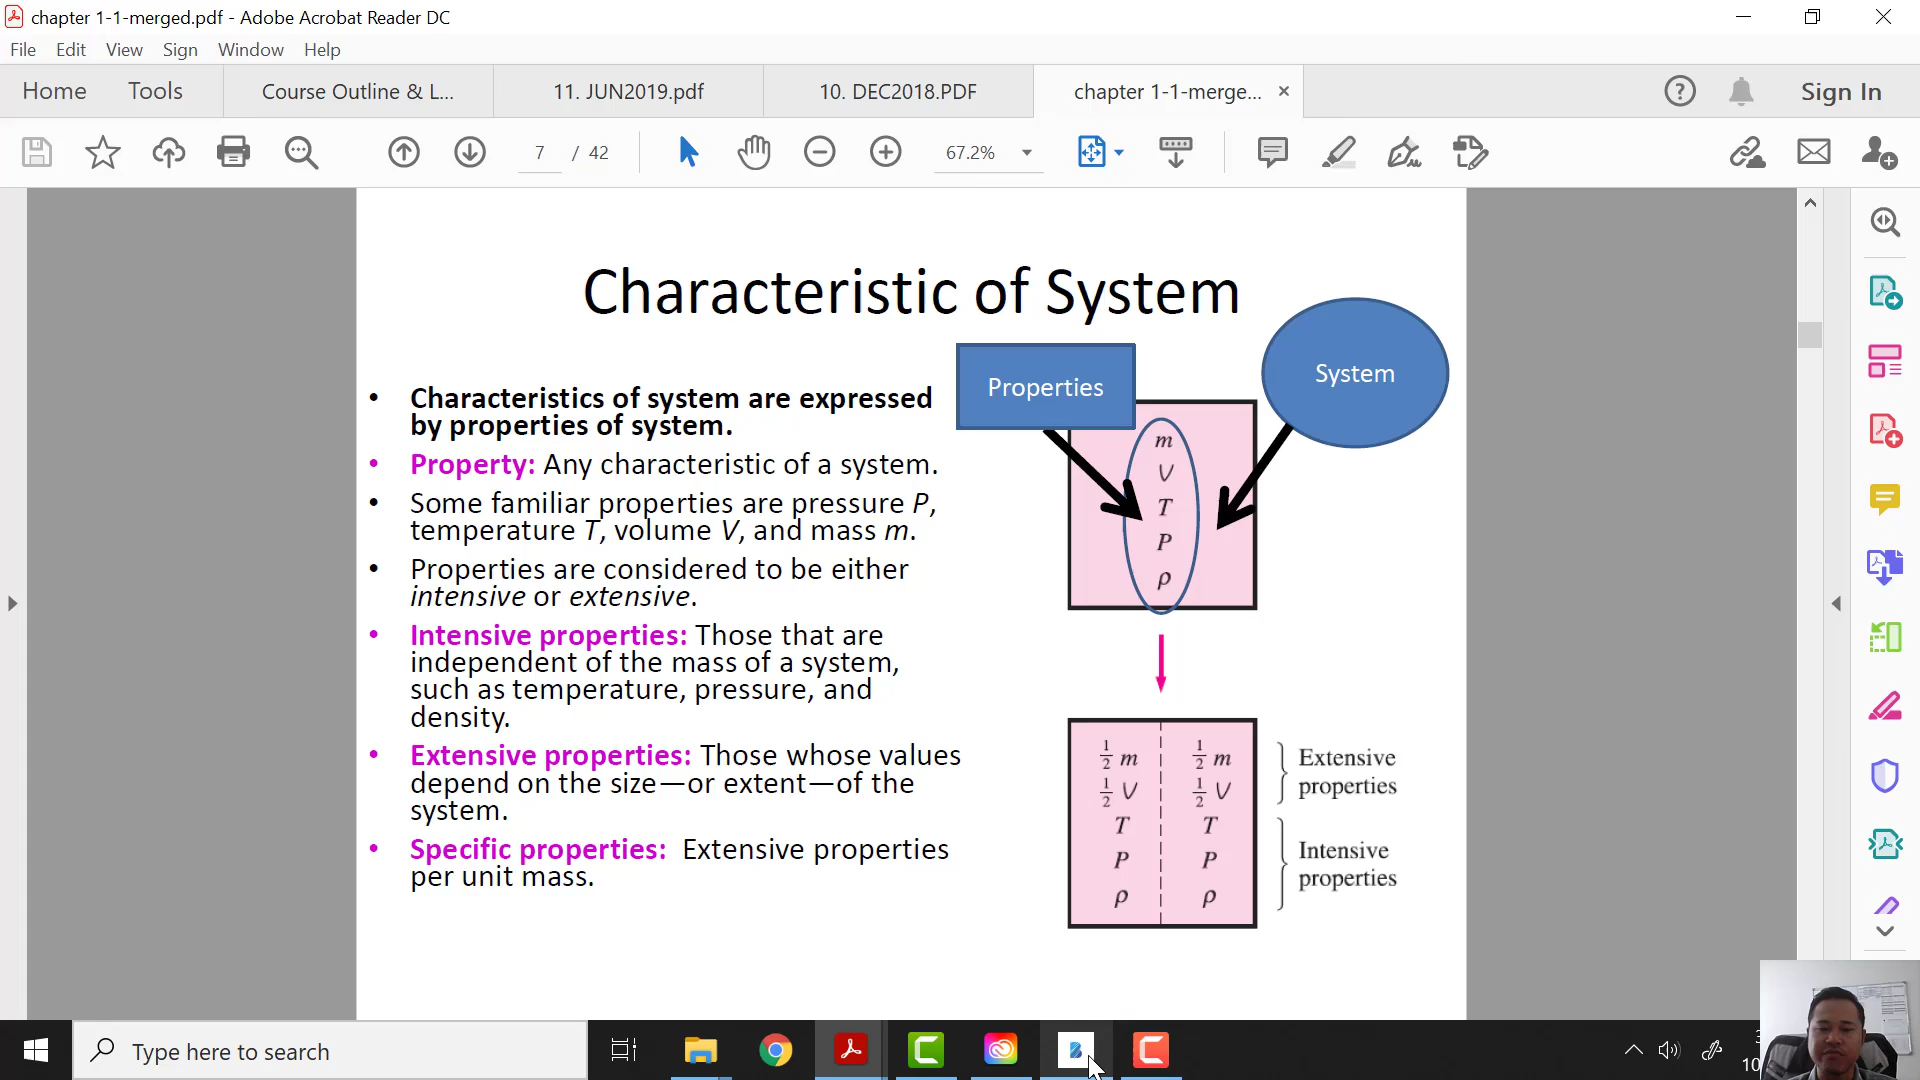 chapter 1-1-merged.pdf - Adobe Acrobat Reader DC
File Edit View Sign Window Help
Home Tools Course Outline & L... 11. JUN2019.pdf 10. DEC2018.PDF chapter 1-1-merge... × Sign In
7 / 42 67.2%
Characteristic of System
Properties
System
• Characteristics of system are expressed
by properties of system.
• Property: Any characteristic of a system.
• Some familiar properties are pressure P,
temperature T, volume V, and mass m.
• Properties are considered to be either
intensive or extensive.
• Intensive properties: Those that are
independent of the mass of a system,
such as temperature, pressure, and
density.
• Extensive properties: Those whose values
depend on the size—or extent—of the
system.
• Specific properties: Extensive properties
per unit mass.
m
V
T
P
ρ
½ m ½ m
½ V ½ V
T T
P P
ρ ρ
Extensive
properties
Intensive
properties
Type here to search